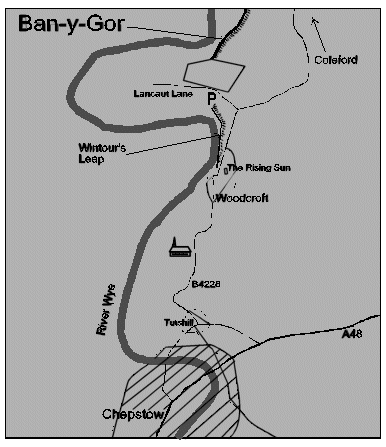 Ban-y-Gor
Coleford
Lancaut Lane
P
Wintour's
Leap
The Rising Sun
Woodcroft
B4228
River Wye
Tutshill
A48
Chepstow